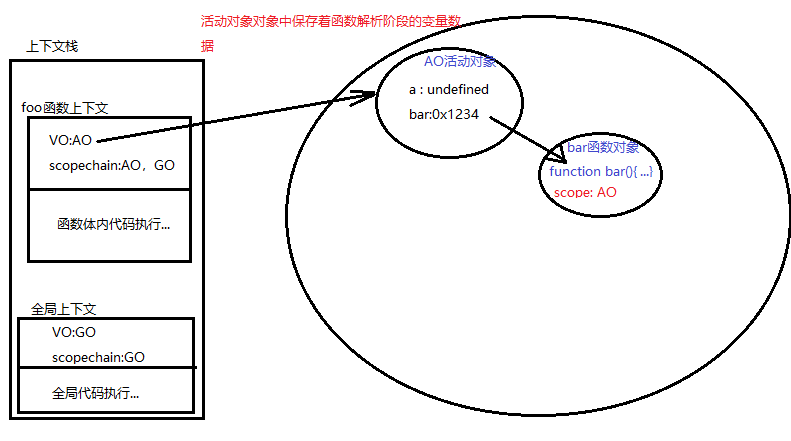 活动对象对象中保存着函数解析阶段的变量数
据
上下文栈
foo函数上下文
VO:AO
scopechain:AO，GO
函数体内代码执行...
全局上下文
VO:GO
scopechain:GO
全局代码执行...
AO活动对象
a : undefined
bar:0x1234
bar函数对象
function bar(){ ...}
scope: AO